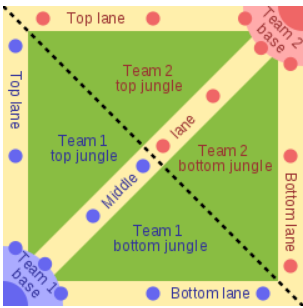 Top lane
Team 2
base
Top lane
Team 2
top jungle
Team 1
top jungle
Middle
lane
Team 2
bottom jungle
Bottom lane
Team 1
bottom jungle
Team 1
base
Bottom lane